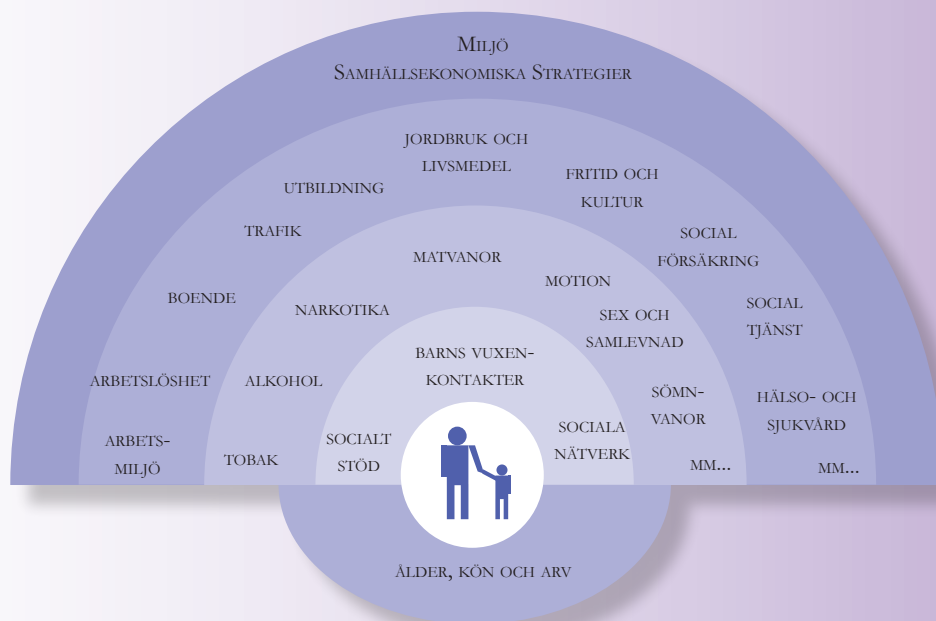 Miljö
Samhällsekonomiska Strategier
jordbruk och
livsmedel
utbildning
fritid och
kultur
trafik
social
försäkring
boende
social
tjänst
arbetslöshet
hälso- och
sjukvård
arbets-
miljö
mm...
matvanor
motion
narkotika
sex och
samlevnad
alkohol
sömn-
vanor
tobak
mm...
barns vuxen-
kontakter
socialt
stöd
sociala
nätverk
ålder, kön och arv